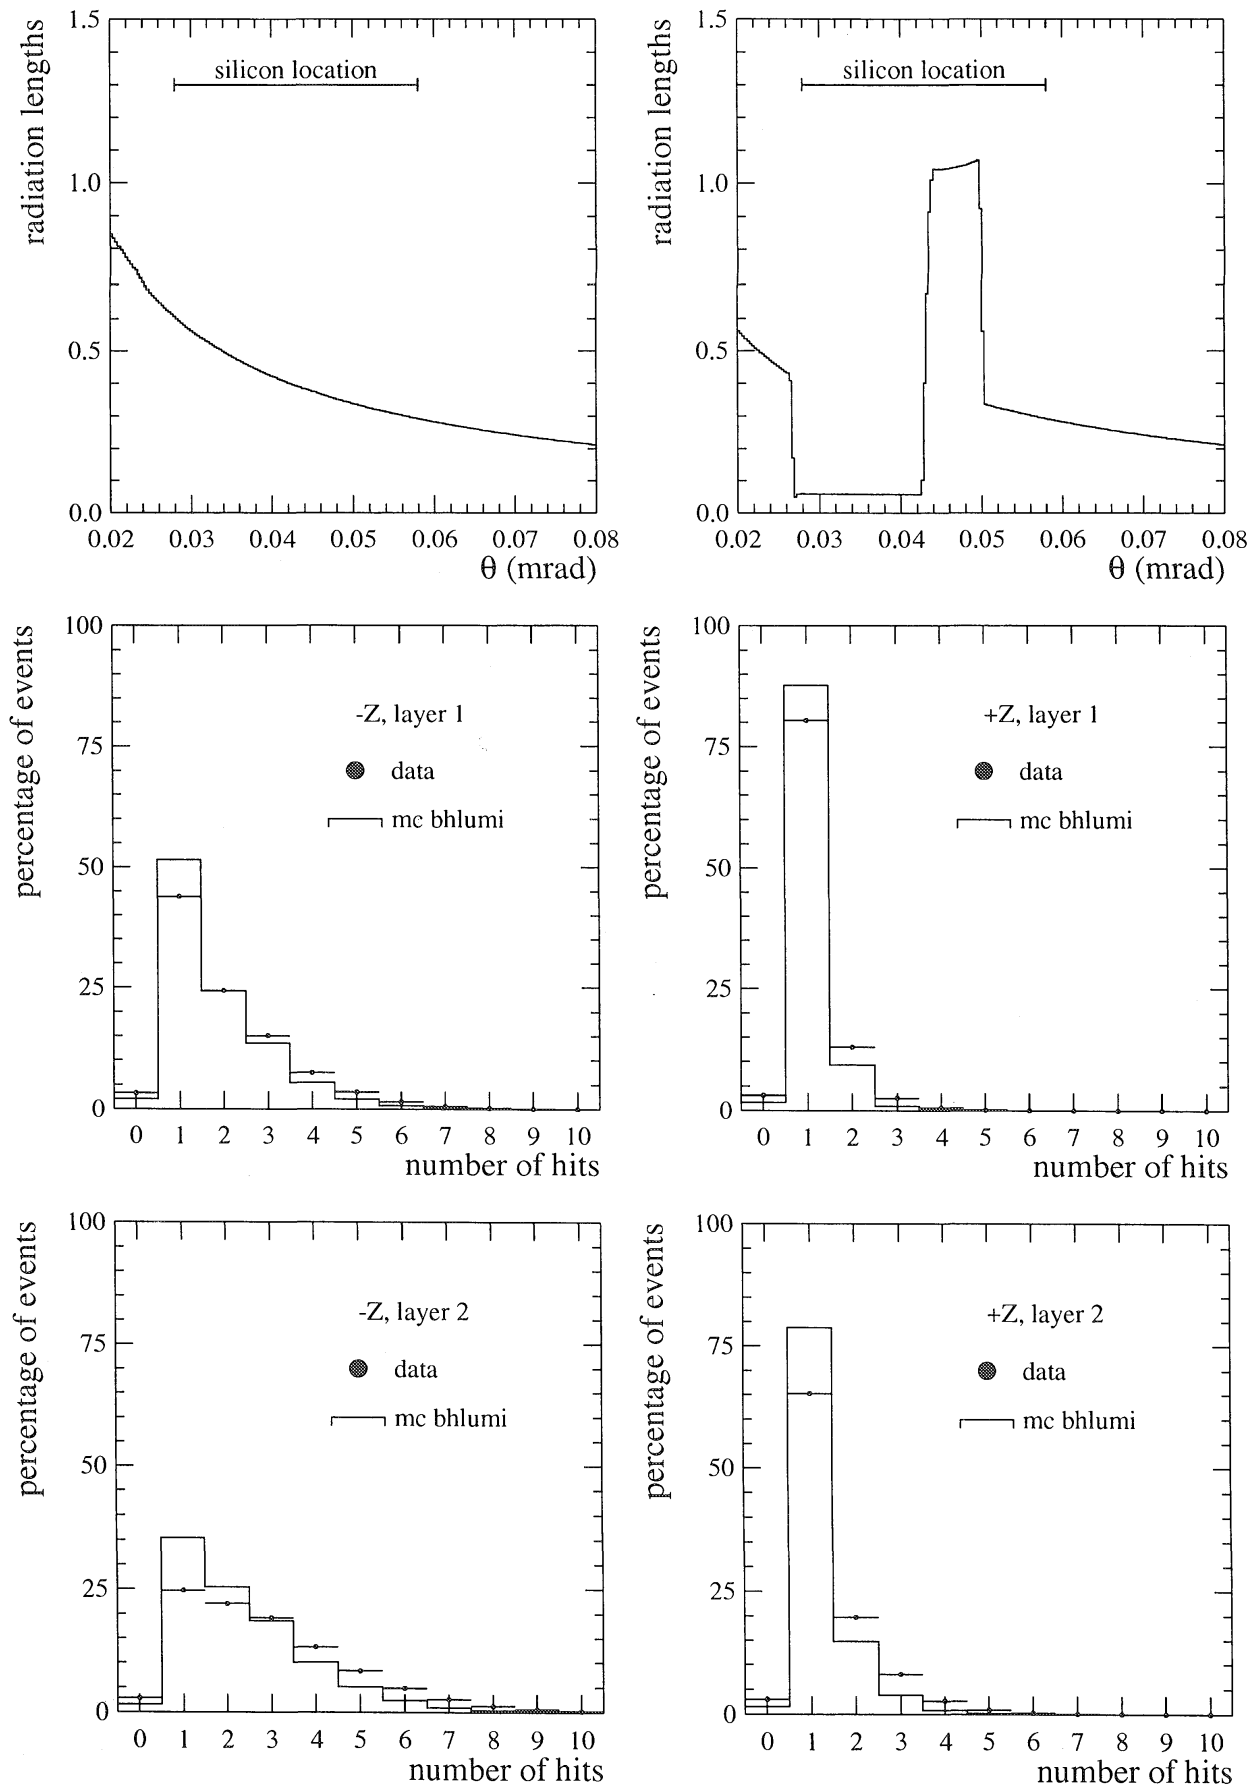 radiation lengths
1.5
1.0
0.5
0.0
silicon location
0.02 0.03 0.04 0.05 0.06 0.07 0.08
θ (mrad)
radiation lengths
1.5
1.0
0.5
0.0
silicon location
0.02 0.03 0.04 0.05 0.06 0.07 0.08
θ (mrad)
percentage of events
100
75
50
25
0
-Z, layer 1
data
mc bhlumi
0 1 2 3 4 5 6 7 8 9 10
number of hits
percentage of events
100
75
50
25
0
+Z, layer 1
data
mc bhlumi
0 1 2 3 4 5 6 7 8 9 10
number of hits
percentage of events
100
75
50
25
0
-Z, layer 2
data
mc bhlumi
0 1 2 3 4 5 6 7 8 9 10
number of hits
percentage of events
100
75
50
25
0
+Z, layer 2
data
mc bhlumi
0 1 2 3 4 5 6 7 8 9 10
number of hits